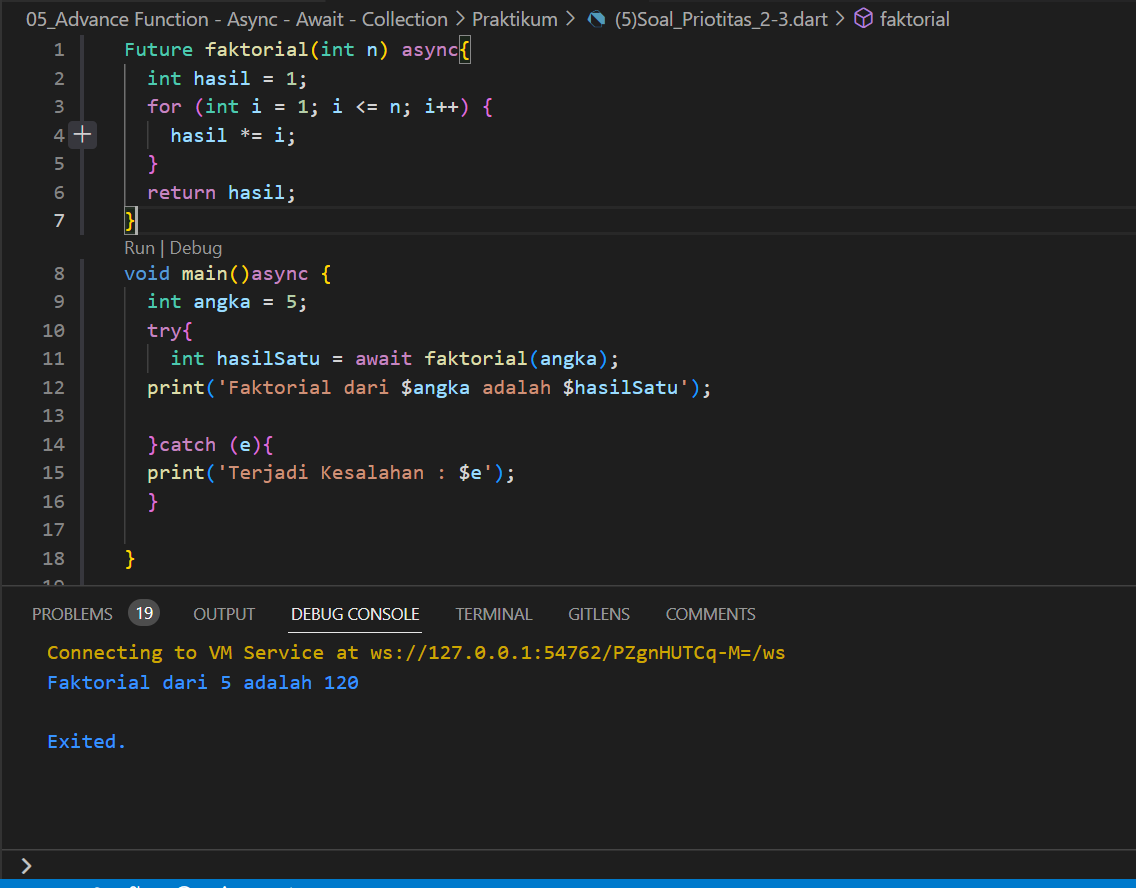 05_Advance Function - Async - Await - Collection > Praktikum > (5)Soal_Priotitas_2-3.dart > faktorial
1 Future faktorial(int n) async{
2 int hasil = 1;
3 for (int i = 1; i <= n; i++) {
4 hasil *= i;
5 }
6 return hasil;
7 }
Run | Debug
8 void main()async {
9 int angka = 5;
10 try{
11 int hasilSatu = await faktorial(angka);
12 print('Faktorial dari $angka adalah $hasilSatu');
13
14 }catch (e){
15 print('Terjadi Kesalahan : $e');
16 }
17
18 }
PROBLEMS 19 OUTPUT DEBUG CONSOLE TERMINAL GITLENS COMMENTS
Connecting to VM Service at ws://127.0.0.1:54762/PZgnHUTCq-M=/ws
Faktorial dari 5 adalah 120
Exited.